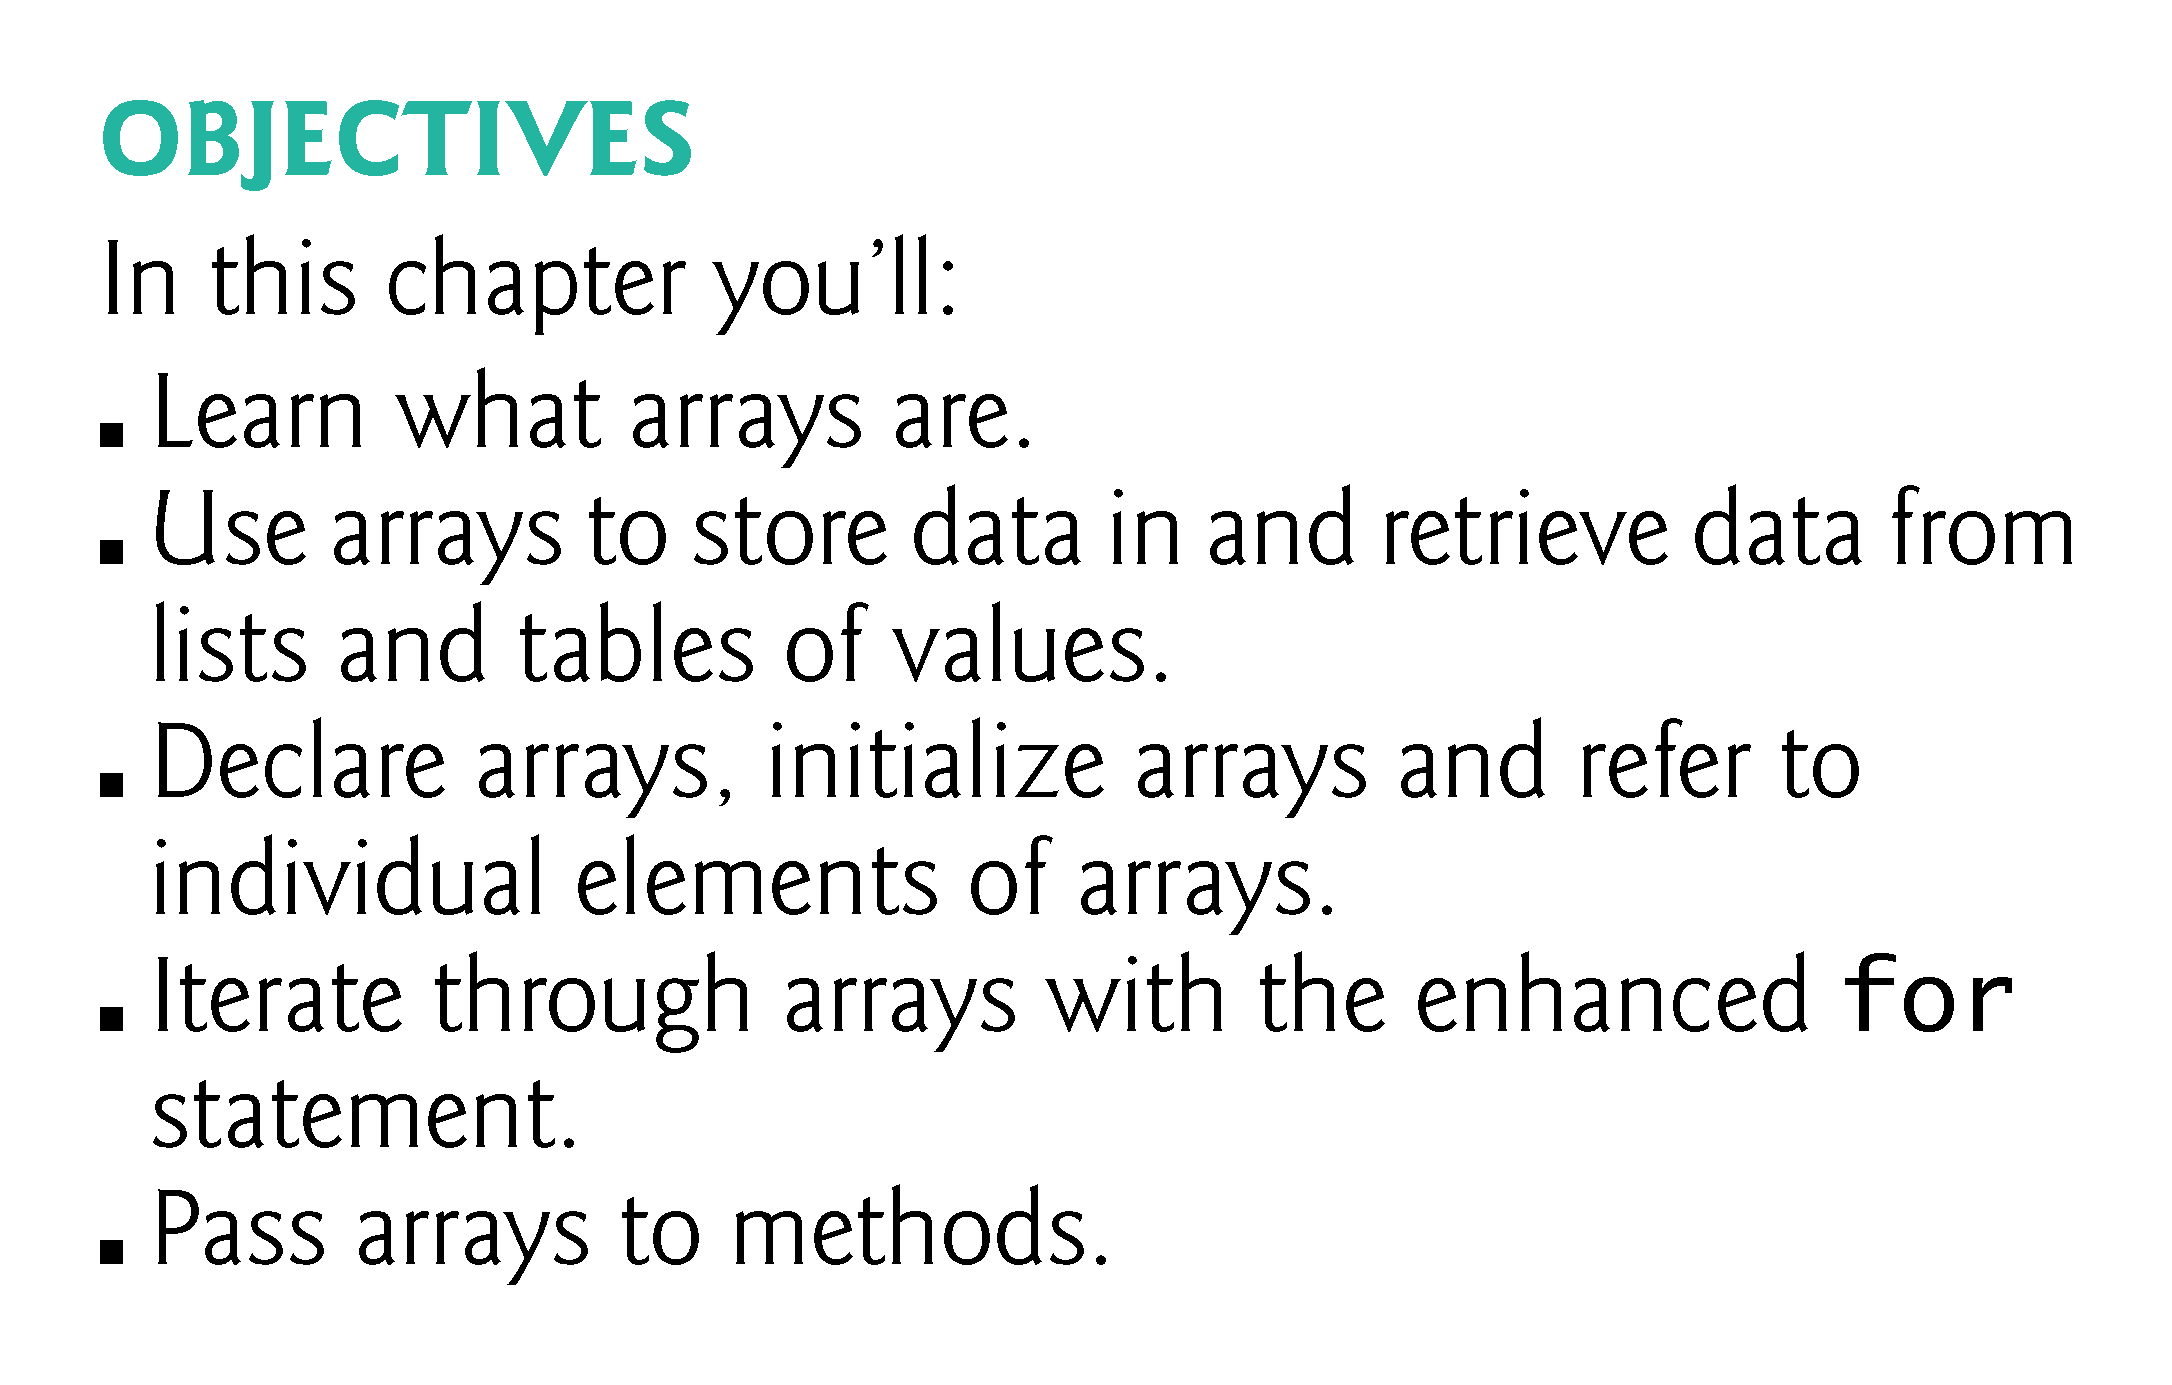 OBJECTIVES
In this chapter you’ll:
■ Learn what arrays are.
■ Use arrays to store data in and retrieve data from
lists and tables of values.
■ Declare arrays, initialize arrays and refer to
individual elements of arrays.
■ Iterate through arrays with the enhanced for
statement.
■ Pass arrays to methods.